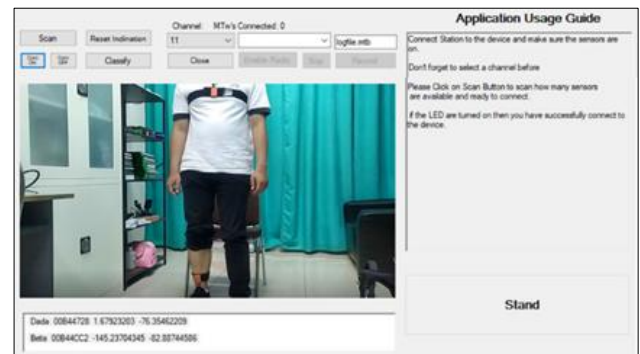 Channel: MTw's Connected: 0
Scan
Reset Inclination
11
logfile.mtb
Classify
Close
Enable Radio
Stop
Record
Application Usage Guide
Connect Station to the device and make sure the sensors are
on.
Don't forget to select a channel before
Please Click on Scan Button to scan how many sensors
are available and ready to connect.
if the LED are turned on then you have successfully connect to
the device.
Stand
Dada: 00B44728 1.67923203 -76.35462209
Beta: 00B44CC2 -145.23704345 -82.88744586